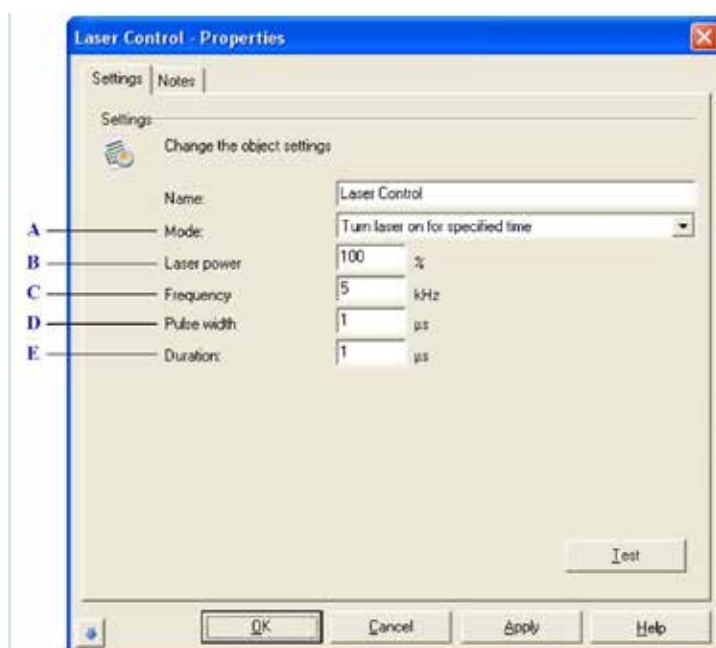 Laser Control - Properties
Settings Notes
Settings
Change the object settings
Name: Laser Control
A Mode: Turn laser on for specified time
B Laser power 100 %
C Frequency 5 kHz
D Pulse width 1 µs
E Duration: 1 µs
Test
OK Cancel Apply Help